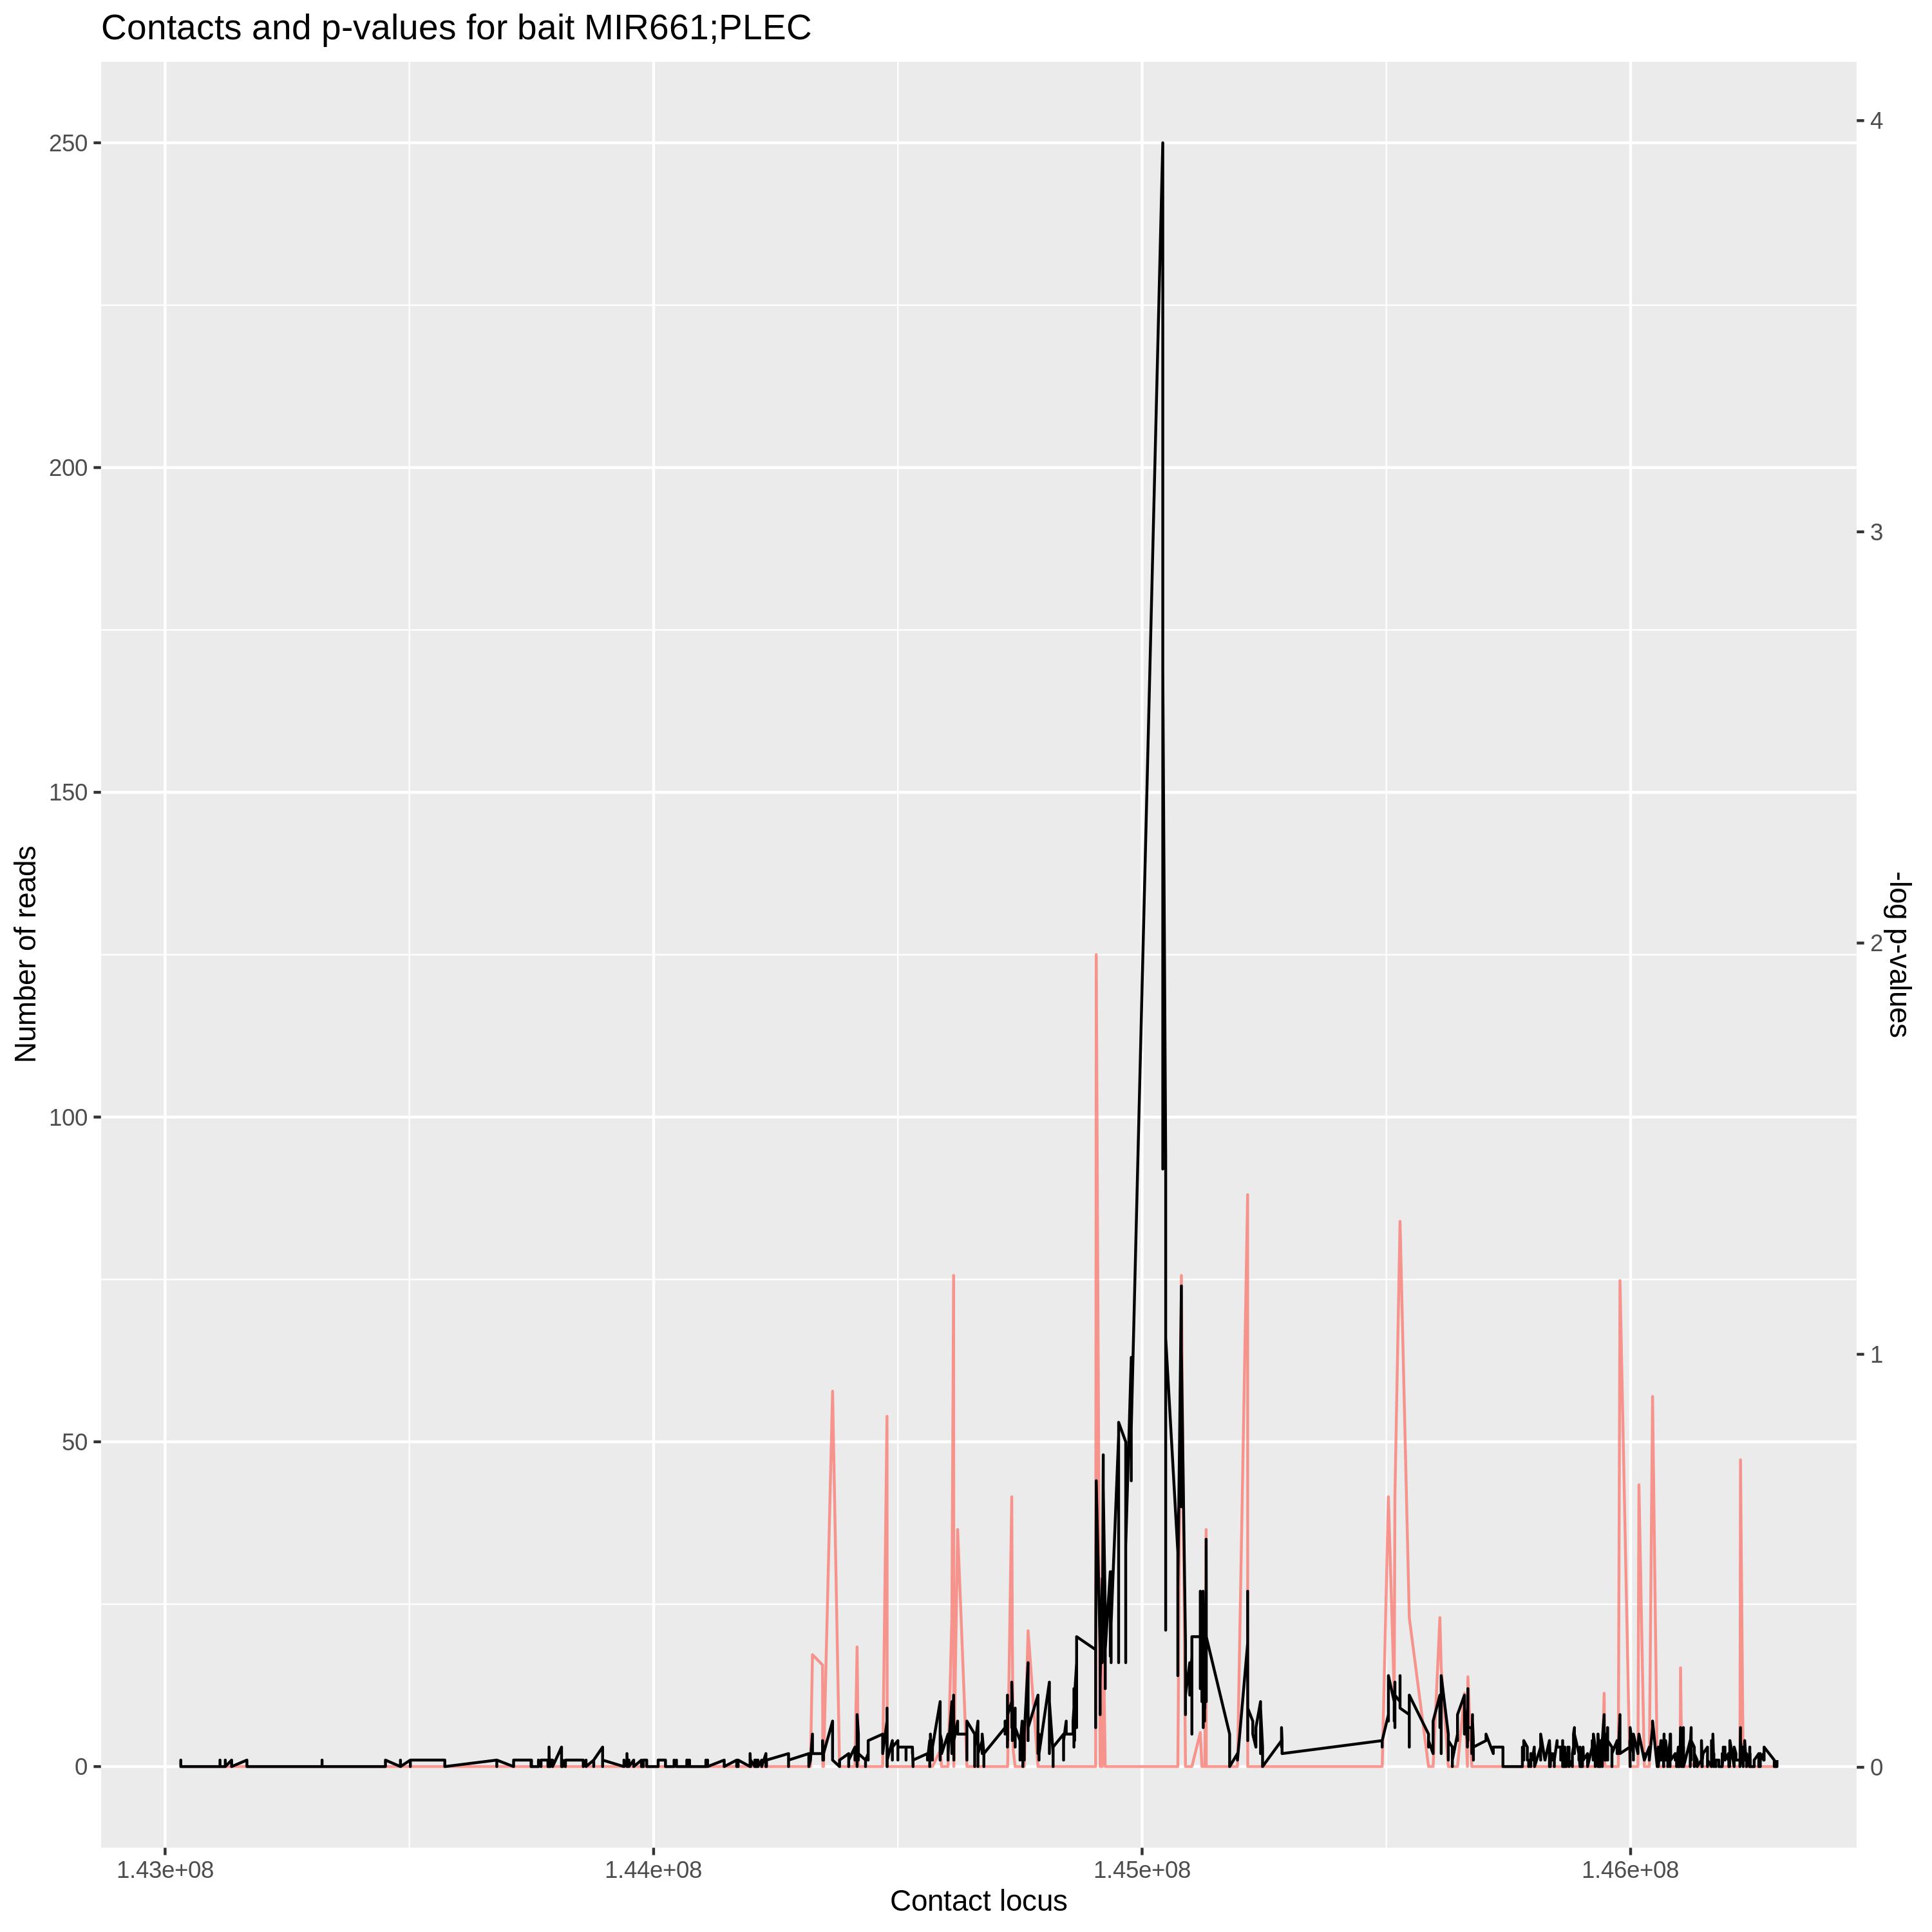 Contacts and p-values for bait MIR661;PLEC
250
200
150
100
50
0
Number of reads
4
3
2
1
0
-log p-values
1.43e+08
1.44e+08
1.45e+08
1.46e+08
Contact locus